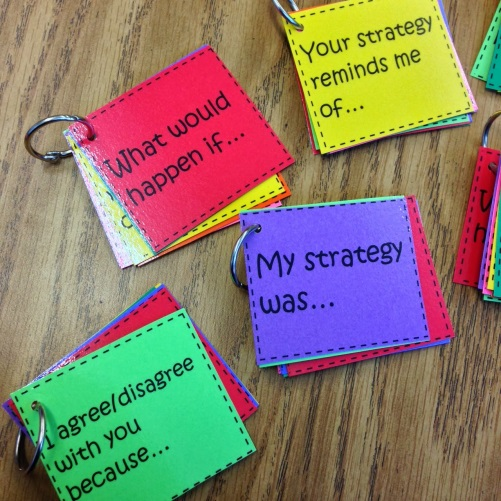 Your strategy
reminds me
of...
What would
happen if...
My strategy
was...
I agree/disagree
with you
because...